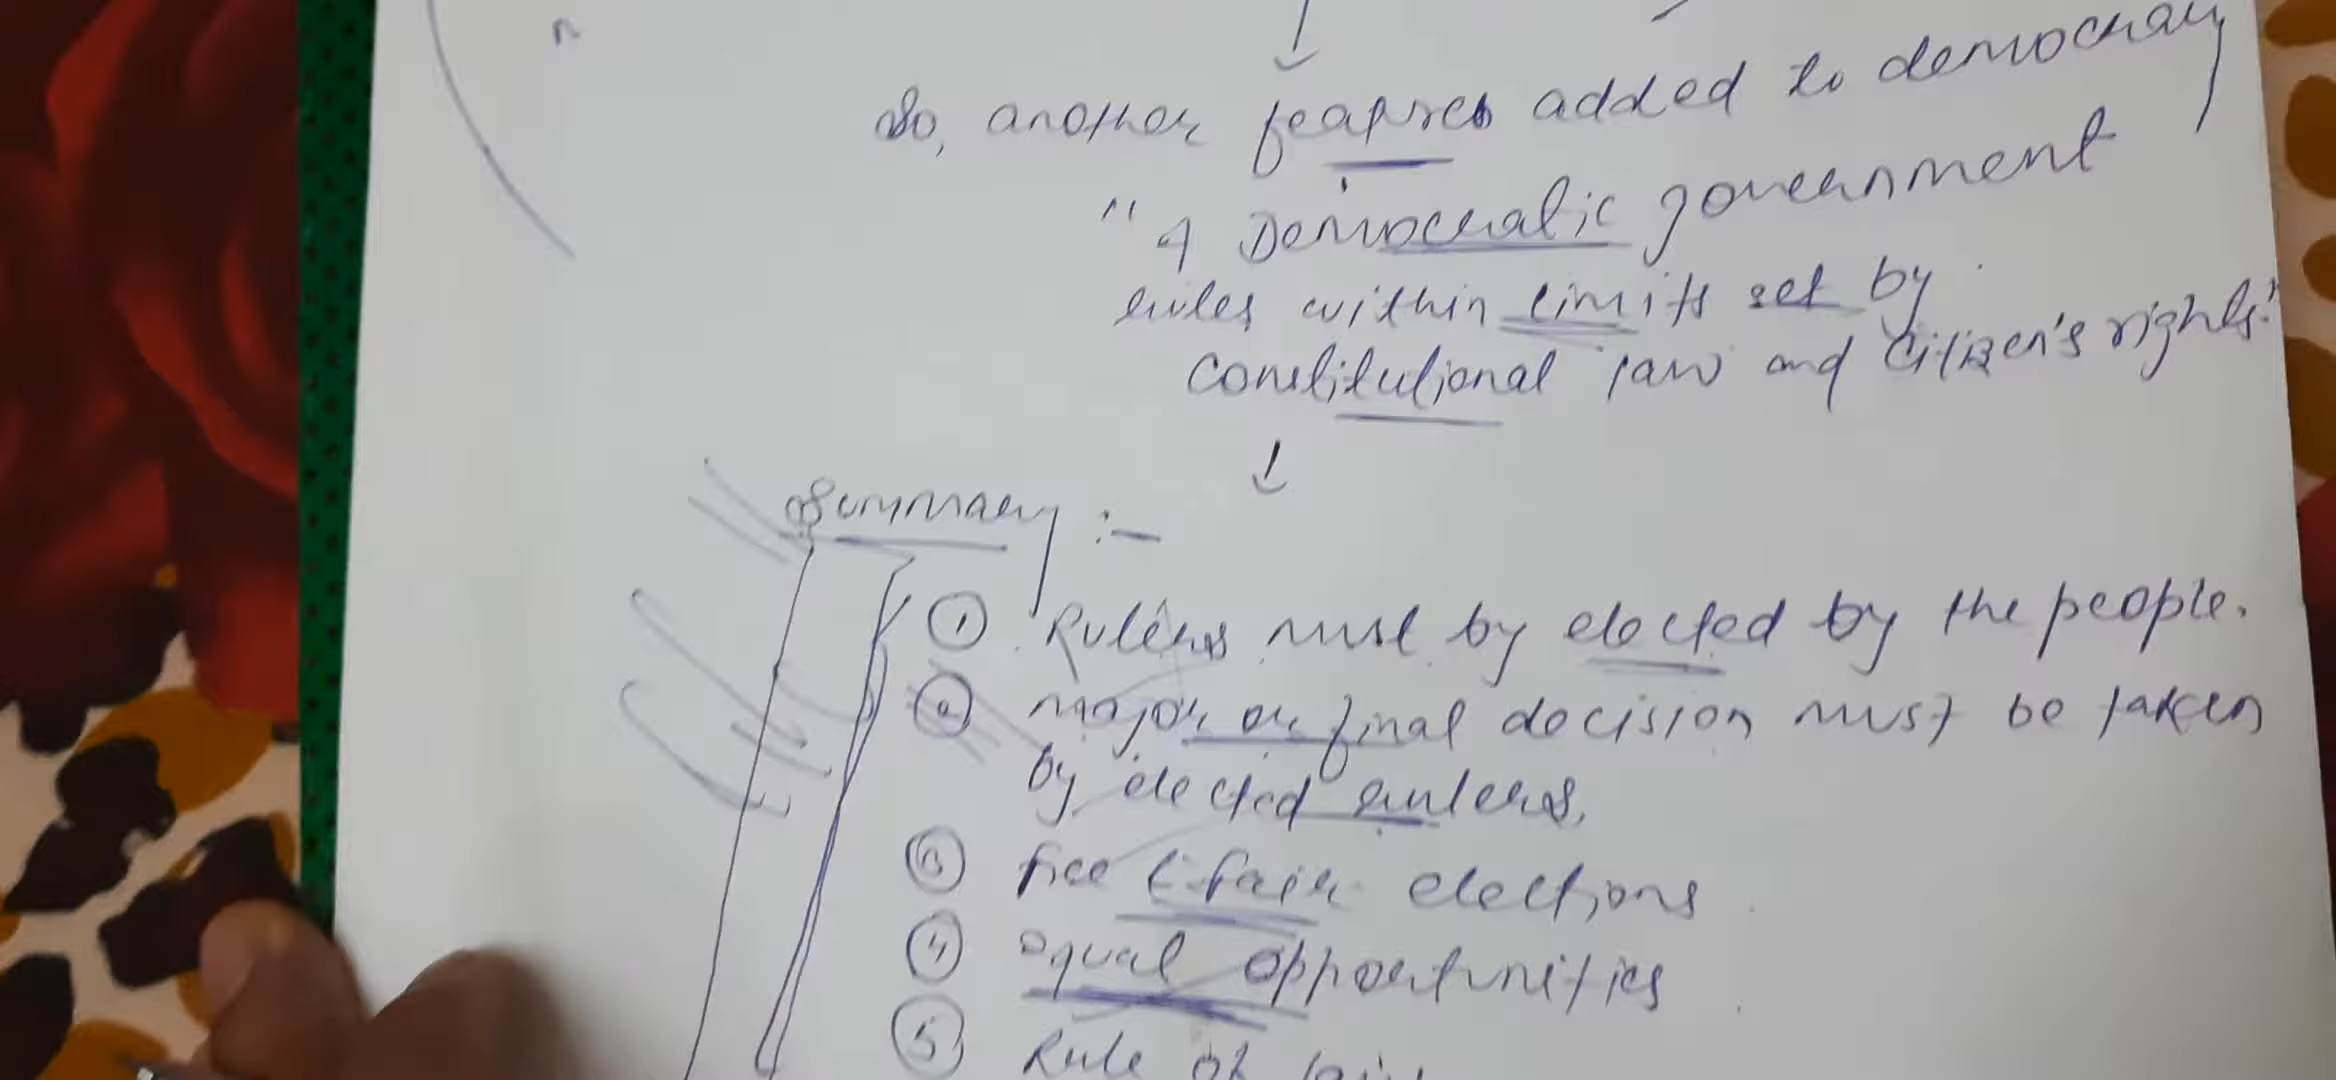 So, another features added to democracy
"A Democratic government
rules within limits set by
constitutional law and citizen's rights."
Summary :-
① Rulers must by elected by the people.
② major or final decision must be taken
by elected rulers.
③ free & fair elections
④ equal opportunities
⑤ Rule of law